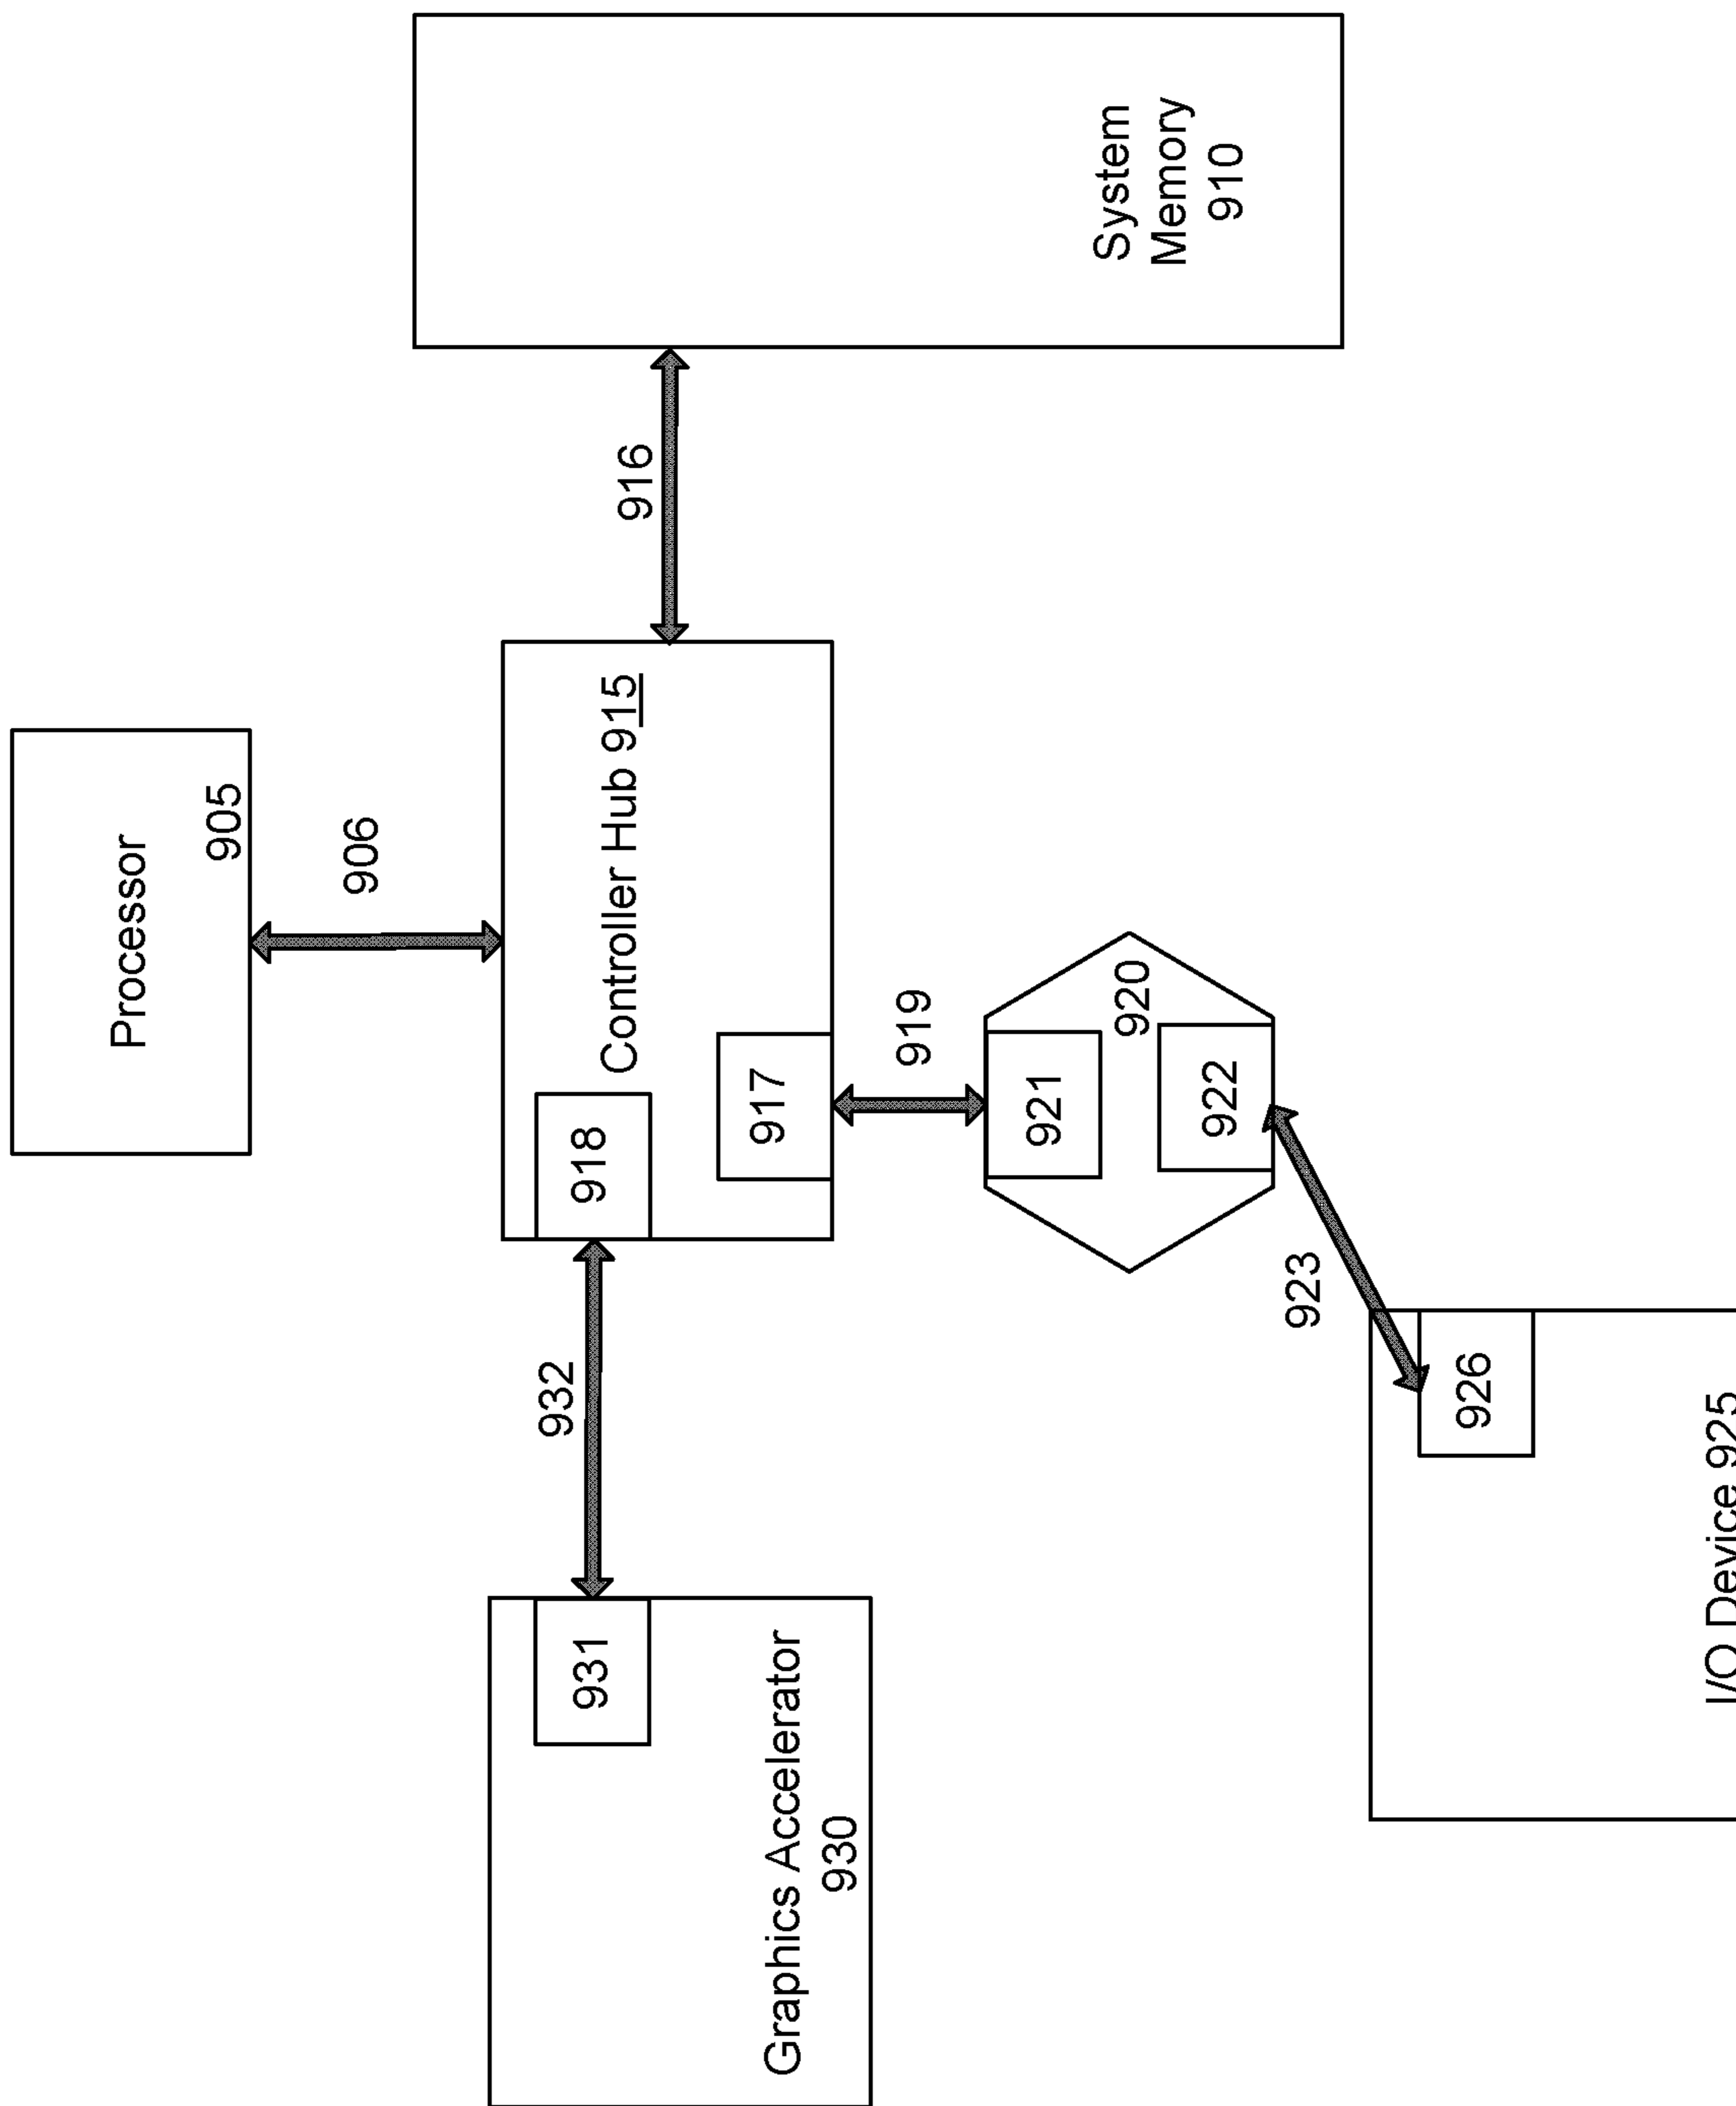 Processor
905
906
System
Memory
910
916
Controller Hub 915
918
917
932
919
931
Graphics Accelerator
930
921
920
922
923
926
I/O Device 925